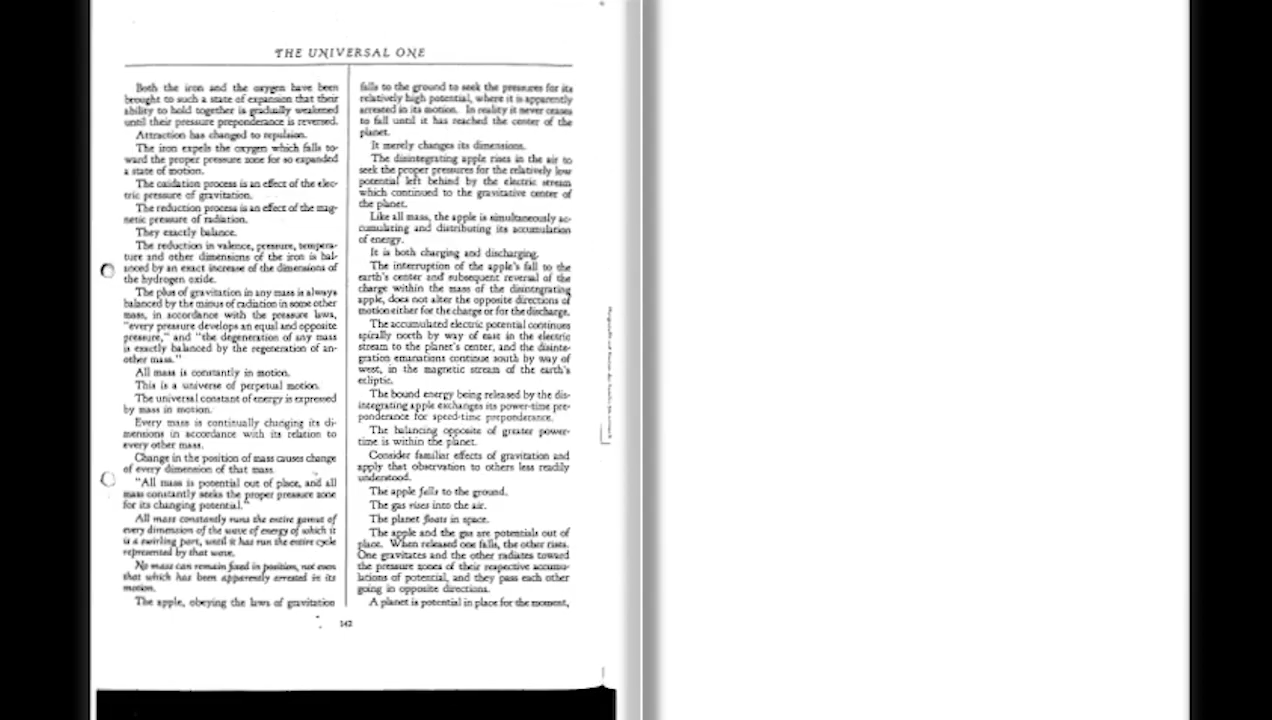 THE UNIVERSAL ONE
Both the iron and the oxygen have been
brought to such a state of expansion that their
ability to hold together is gradually weakened
until their pressure preponderance is reversed.
Attraction has changed to repulsion.
The iron expels the oxygen which falls to-
ward the proper pressure zone for so expanded
a state of motion.
The oxidation process is an effect of the elec-
tric pressure of gravitation.
The reduction process is an effect of the mag-
netic pressure of radiation.
They exactly balance.
The reduction in valence, pressure, tempera-
ture and other dimensions of the iron is bal-
anced by an exact increase of the dimensions of
the hydrogen oxide.
The plus of gravitation in any mass is always
balanced by the minus of radiation in some other
mass, in accordance with the pressure laws,
"every pressure develops an equal and opposite
pressure," and "the degeneration of any mass
is exactly balanced by the regeneration of an-
other mass."
All mass is constantly in motion.
This is a universe of perpetual motion.
The universal constant of energy is expressed
by mass in motion.
Every mass is continually changing its di-
mensions in accordance with its relation to
every other mass.
Change in the position of mass causes change
of every dimension of that mass.
"All mass is potential out of place, and all
mass constantly seeks the proper pressure zone
for its changing potential."
All mass constantly runs the entire gamut of
every dimension of the wave of energy of which it
is a swirling part, until it has run the entire cycle
represented by that wave.
No mass can remain fixed in position, not even
that which has been apparently arrested in its
motion.
The apple, obeying the laws of gravitation
falls to the ground to seek the pressures for its
relatively high potential, where it is apparently
arrested in its motion. In reality it never ceases
to fall until it has reached the center of the
planet.
It merely changes its dimensions.
The disintegrating apple rises in the air to
seek the proper pressures for the relatively low
potential left behind by the electric stream
which continued to the gravitative center of
the planet.
Like all mass, the apple is simultaneously ac-
cumulating and distributing its accumulation
of energy.
It is both charging and discharging.
The interruption of the apple's fall to the
earth's center and subsequent reversal of the
charge within the mass of the disintegrating
apple, does not alter the opposite directions of
motion either for the charge or for the discharge.
The accumulated electric potential continues
spirally north by way of east in the electric
stream to the planet's center, and the disinte-
gration emanations continue south by way of
west, in the magnetic stream of the earth's
ecliptic.
The bound energy being released by the dis-
integrating apple exchanges its power-time pre-
ponderance for speed-time preponderance.
The balancing opposite of greater power-
time is within the planet.
Consider familiar effects of gravitation and
apply that observation to others less readily
understood.
The apple falls to the ground.
The gas rises into the air.
The planet floats in space.
The apple and the gas are potentials out of
place. When released one falls, the other rises.
One gravitates and the other radiates toward
the pressure zones of their respective accumu-
lations of potential, and they pass each other
going in opposite directions.
A planet is potential in place for the moment,
142